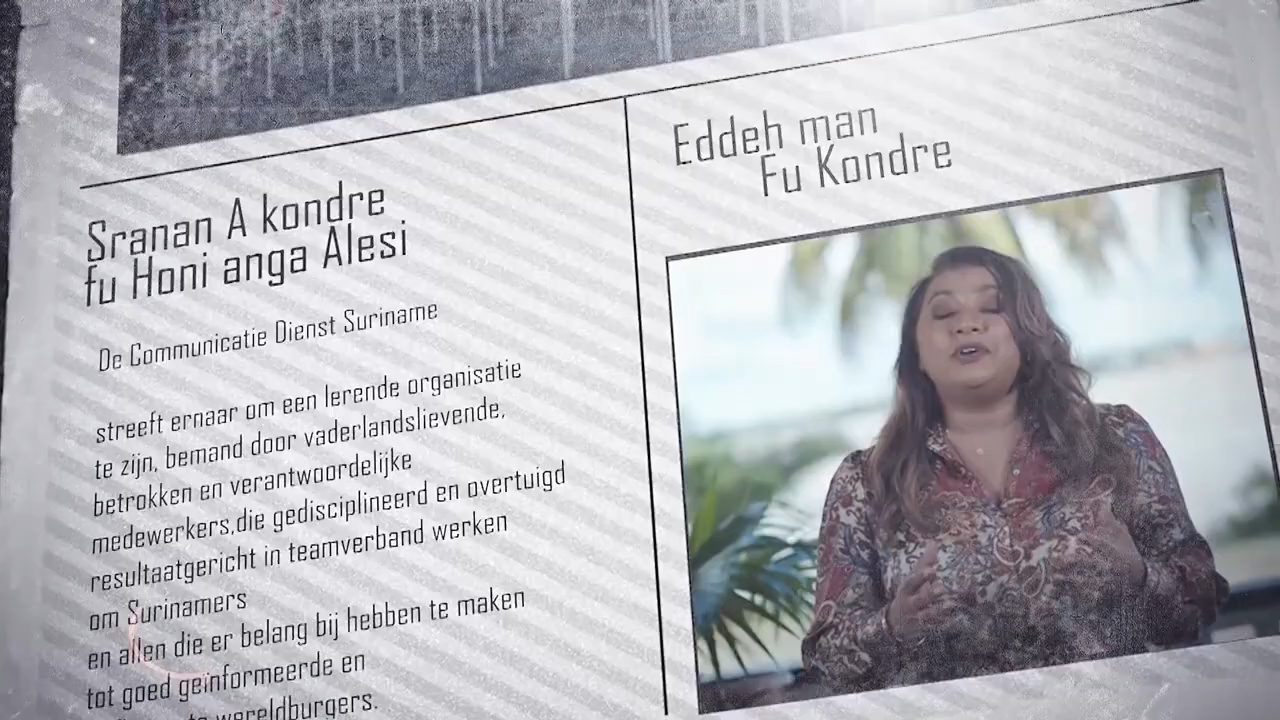 Sranan A kondre
fu Honi anga Alesi
De Communicatie Dienst Suriname
streeft ernaar om een lerende organisatie
te zijn, bemand door vaderlandslievende,
betrokken en verantwoordelijke
medewerkers,die gedisciplineerd en overtuigd
resultaatgericht in teamverband werken
om Surinamers
en allen die er belang bij hebben te maken
tot goed geïnformeerde en
wereldburgers.
Eddeh man
Fu Kondre